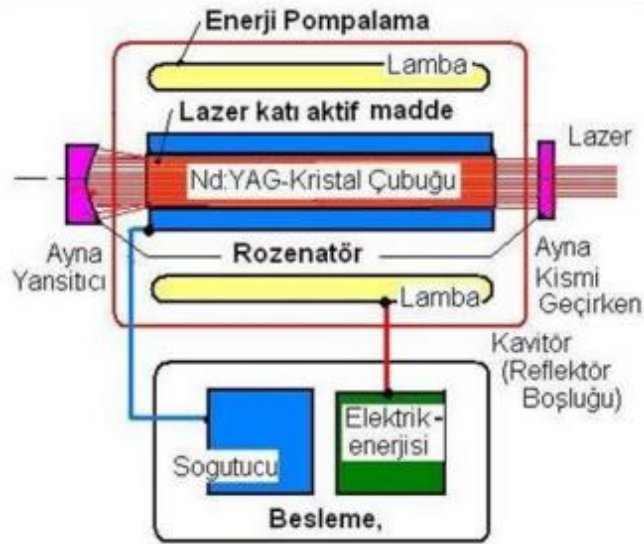 Enerji Pompalama
Lamba
Lazer katı aktif madde
Lazer
Nd:YAG-Kristal Çubuğu
Ayna
Yansıtıcı
Rozenatör
Ayna
Kısmi
Geçirken
Lamba
Kavitör
(Reflektör
Boşluğu)
Elektrik-
enerjisi
Sogutucu
Besleme,